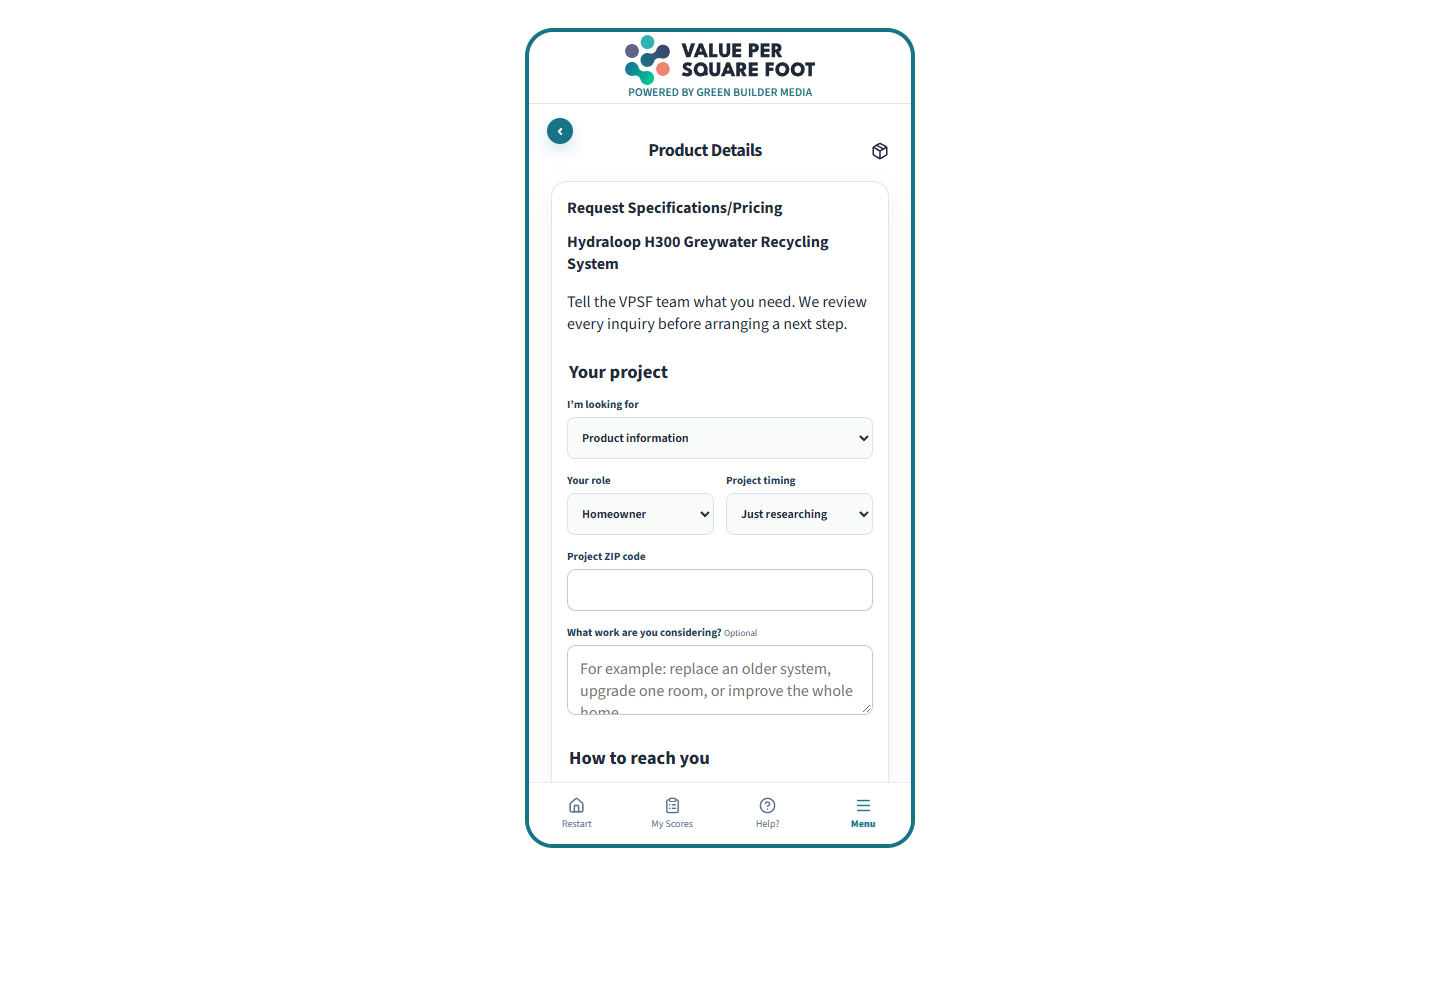 VALUE PER
SQUARE FOOT
POWERED BY GREEN BUILDER MEDIA
Product Details
Request Specifications/Pricing
Hydraloop H300 Greywater Recycling
System
Tell the VPSF team what you need. We review
every inquiry before arranging a next step.
Your project
I'm looking for
Product information
Your role
Project timing
Homeowner
Just researching
Project ZIP code
What work are you considering? Optional
For example: replace an older system,
upgrade one room, or improve the whole
home
How to reach you
Restart
My Scores
Help?
Menu